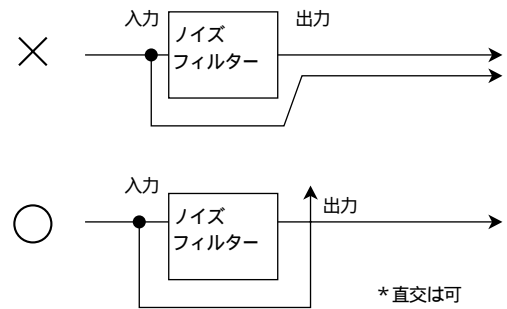 入力
出力
ノイズ
フィルター
入力
出力
ノイズ
フィルター
*直交は可